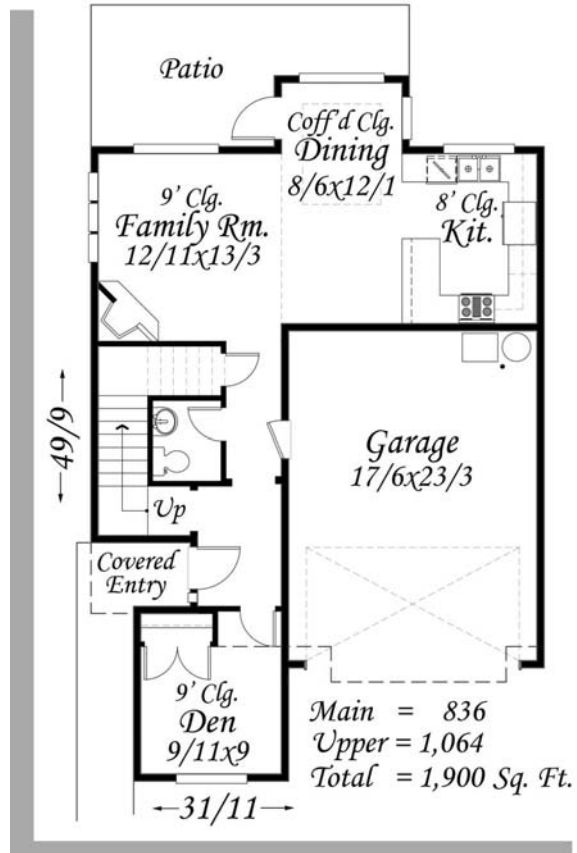 Patio
Coff'd Clg.
Dining
8/6x12/1
9' Clg.
Family Rm.
12/11x13/3
8' Clg.
Kit.
49/9
Garage
17/6x23/3
Up
Covered
Entry
9' Clg.
Den
9/11x9
Main = 836
Upper = 1,064
Total = 1,900 Sq. Ft.
31/11